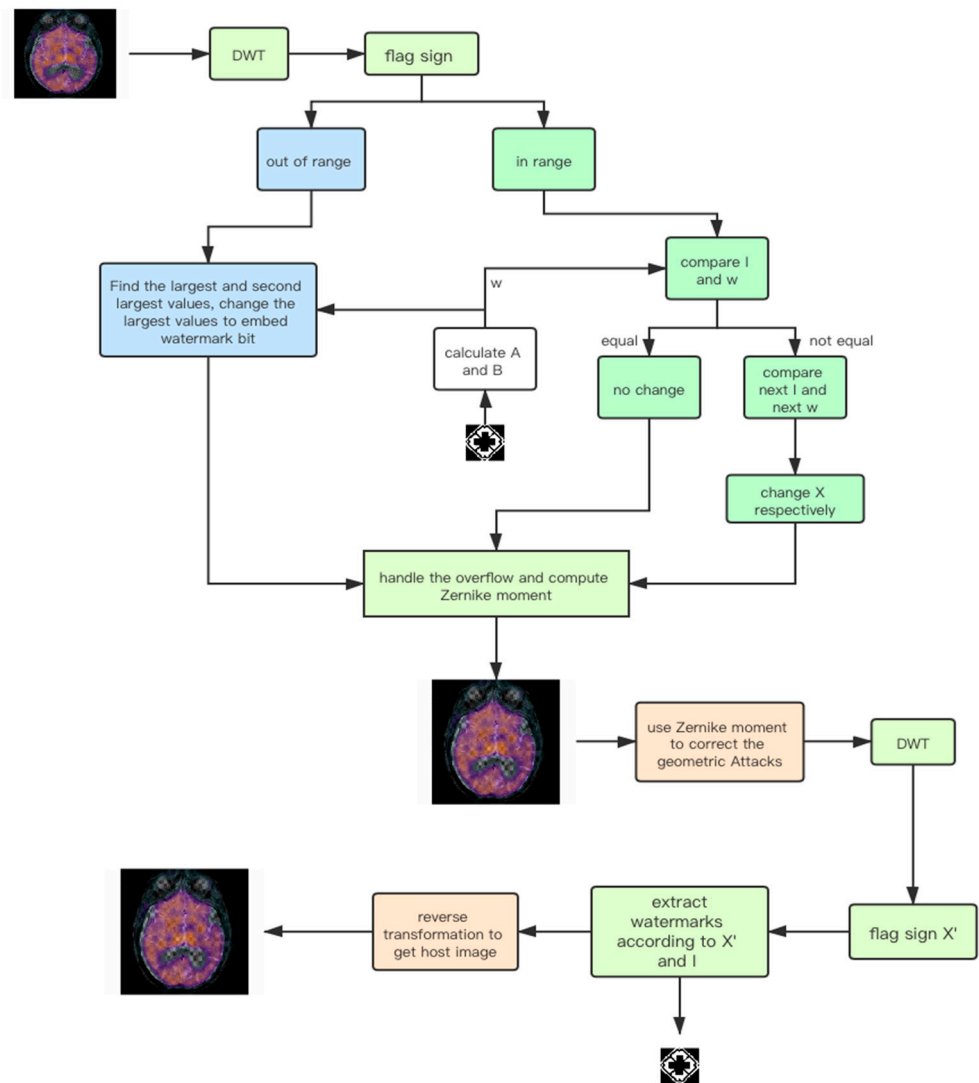 DWT
flag sign
out of range
in range
Find the largest and second
largest values, change the
largest values to embed
watermark bit
w
compare I
and w
calculate A
and B
equal
not equal
no change
compare
next I and
next w
change X
respectively
handle the overflow and compute
Zernike moment
use Zernike moment
to correct the
geometric Attacks
DWT
reverse
transformation to
get host image
extract
watermarks
according to X'
and I
flag sign X'